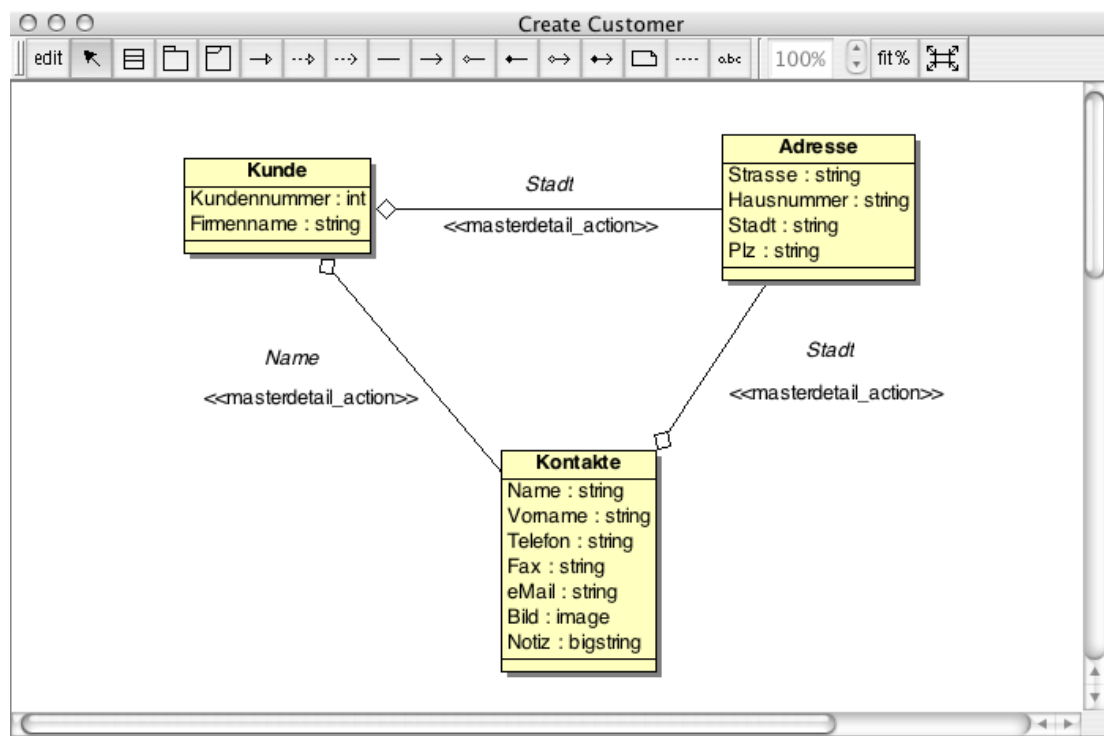 Create Customer
edit
abc
100%
fit%
Kunde
Kundennummer : int
Firmenname : string
Stadt
<<masterdetail_action>>
Adresse
Strasse : string
Hausnummer : string
Stadt : string
Plz : string
Name
<<masterdetail_action>>
Stadt
<<masterdetail_action>>
Kontakte
Name : string
Vorname : string
Telefon : string
Fax : string
eMail : string
Bild : image
Notiz : bigstring